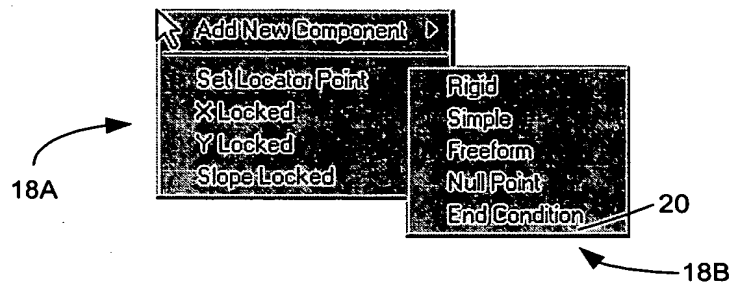 Add New Component
Set Locator Point
X Locked
Y Locked
Slope Locked
Rigid
Simple
Freeform
Null Point
End Condition
18A
20
18B